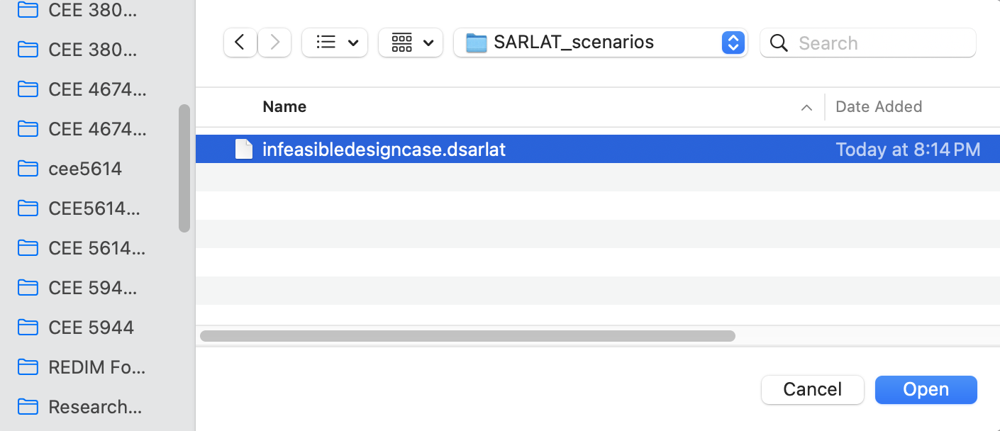 CEE 380...
CEE 380...
CEE 4674...
CEE 4674...
cee5614
CEE5614...
CEE 5614...
CEE 594...
CEE 5944
REDIM Fo...
Research...
SARLAT_scenarios
Search
Name
Date Added
infeasibledesigncase.dsarlat
Today at 8:14 PM
Cancel
Open